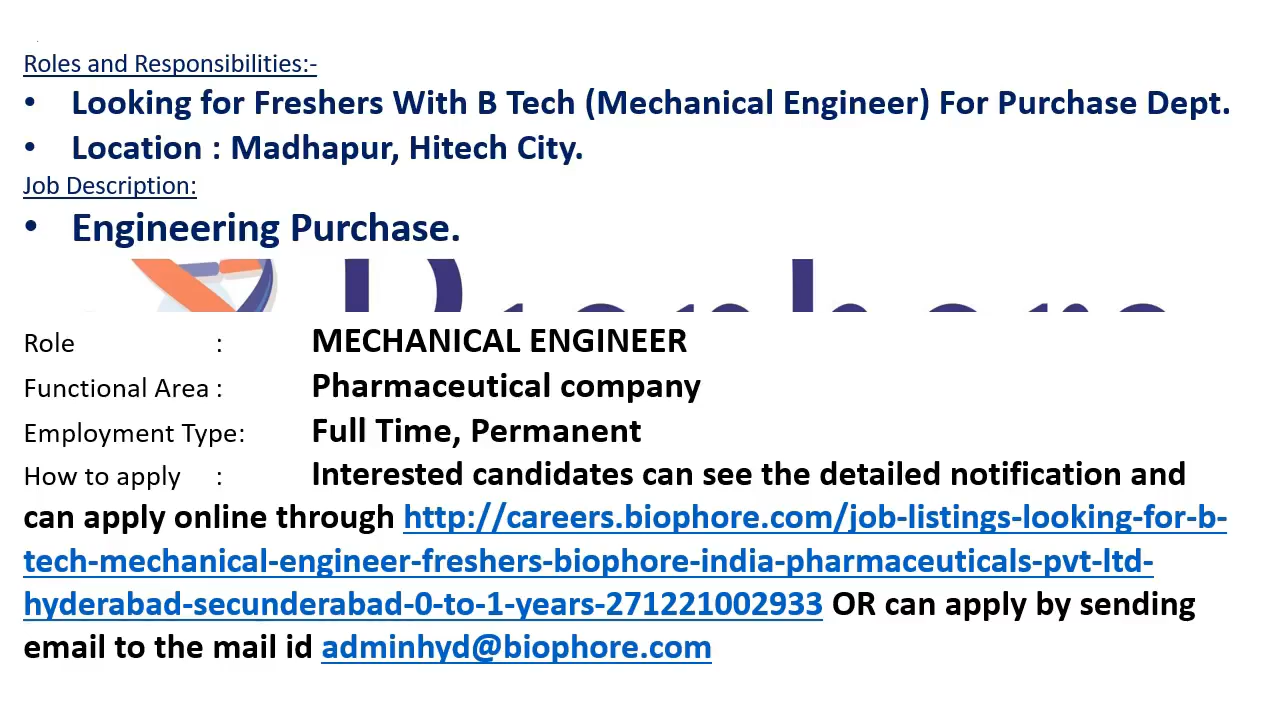 Roles and Responsibilities:-
• Looking for Freshers With B Tech (Mechanical Engineer) For Purchase Dept.
• Location : Madhapur, Hitech City.
Job Description:
• Engineering Purchase.
Biophore
Role : MECHANICAL ENGINEER
Functional Area : Pharmaceutical company
Employment Type: Full Time, Permanent
How to apply : Interested candidates can see the detailed notification and
can apply online through http://careers.biophore.com/job-listings-looking-for-b-
tech-mechanical-engineer-freshers-biophore-india-pharmaceuticals-pvt-ltd-
hyderabad-secunderabad-0-to-1-years-271221002933 OR can apply by sending
email to the mail id adminhyd@biophore.com